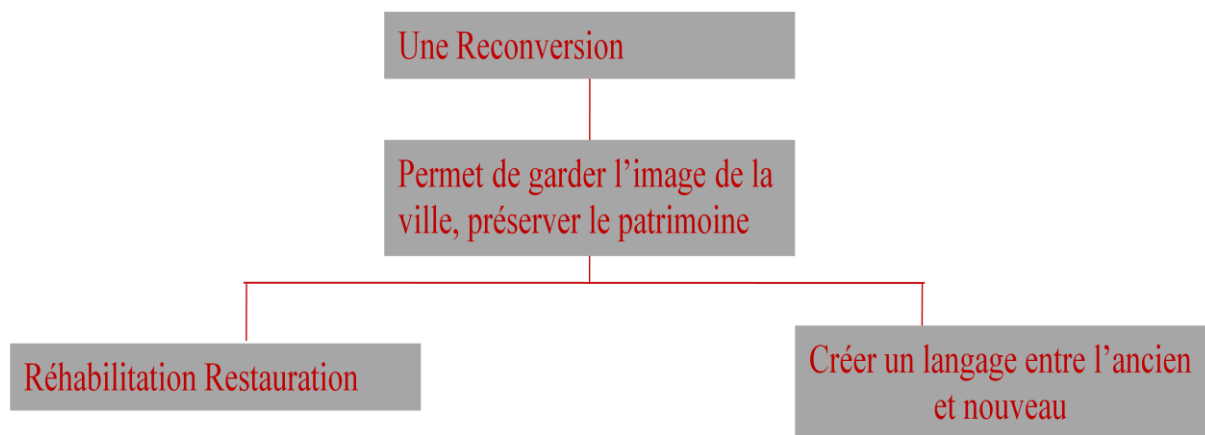 Une Reconversion
Permet de garder l’image de la
ville, préserver le patrimoine
Réhabilitation Restauration
Créer un langage entre l’ancien
et nouveau